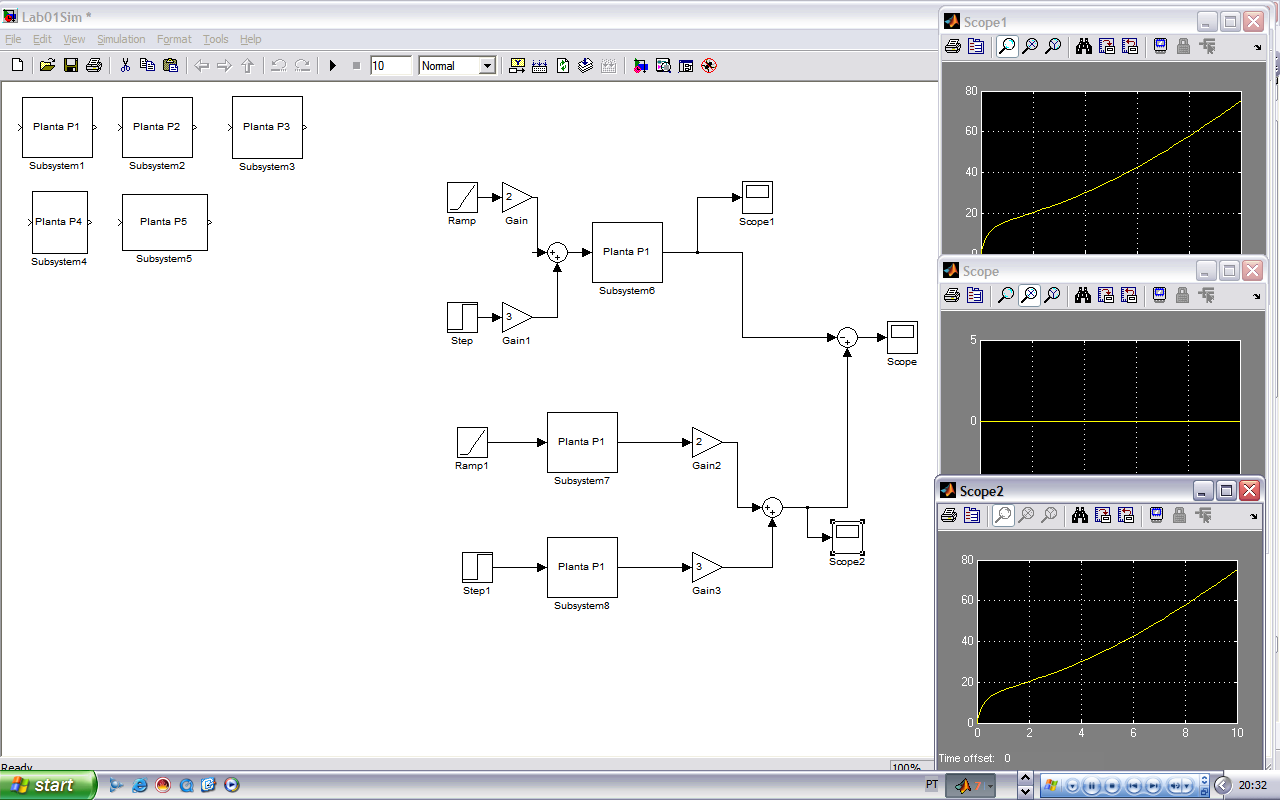 Lab01Sim *
File Edit View Simulation Format Tools Help
10 Normal
Planta P1
Subsystem1
Planta P2
Subsystem2
Planta P3
Subsystem3
Planta P4
Subsystem4
Planta P5
Subsystem5
Ramp
2
Gain
Planta P1
Subsystem6
Scope1
Step
3
Gain1
Scope
Ramp1
Planta P1
Subsystem7
2
Gain2
Scope2
Step1
Planta P1
Subsystem8
3
Gain3
Ready
100%
Scope1
80
60
40
20
0
Scope
5
0
Scope2
80
60
40
20
0
0 2 4 6 8 10
Time offset: 0
start
PT
7
20:32